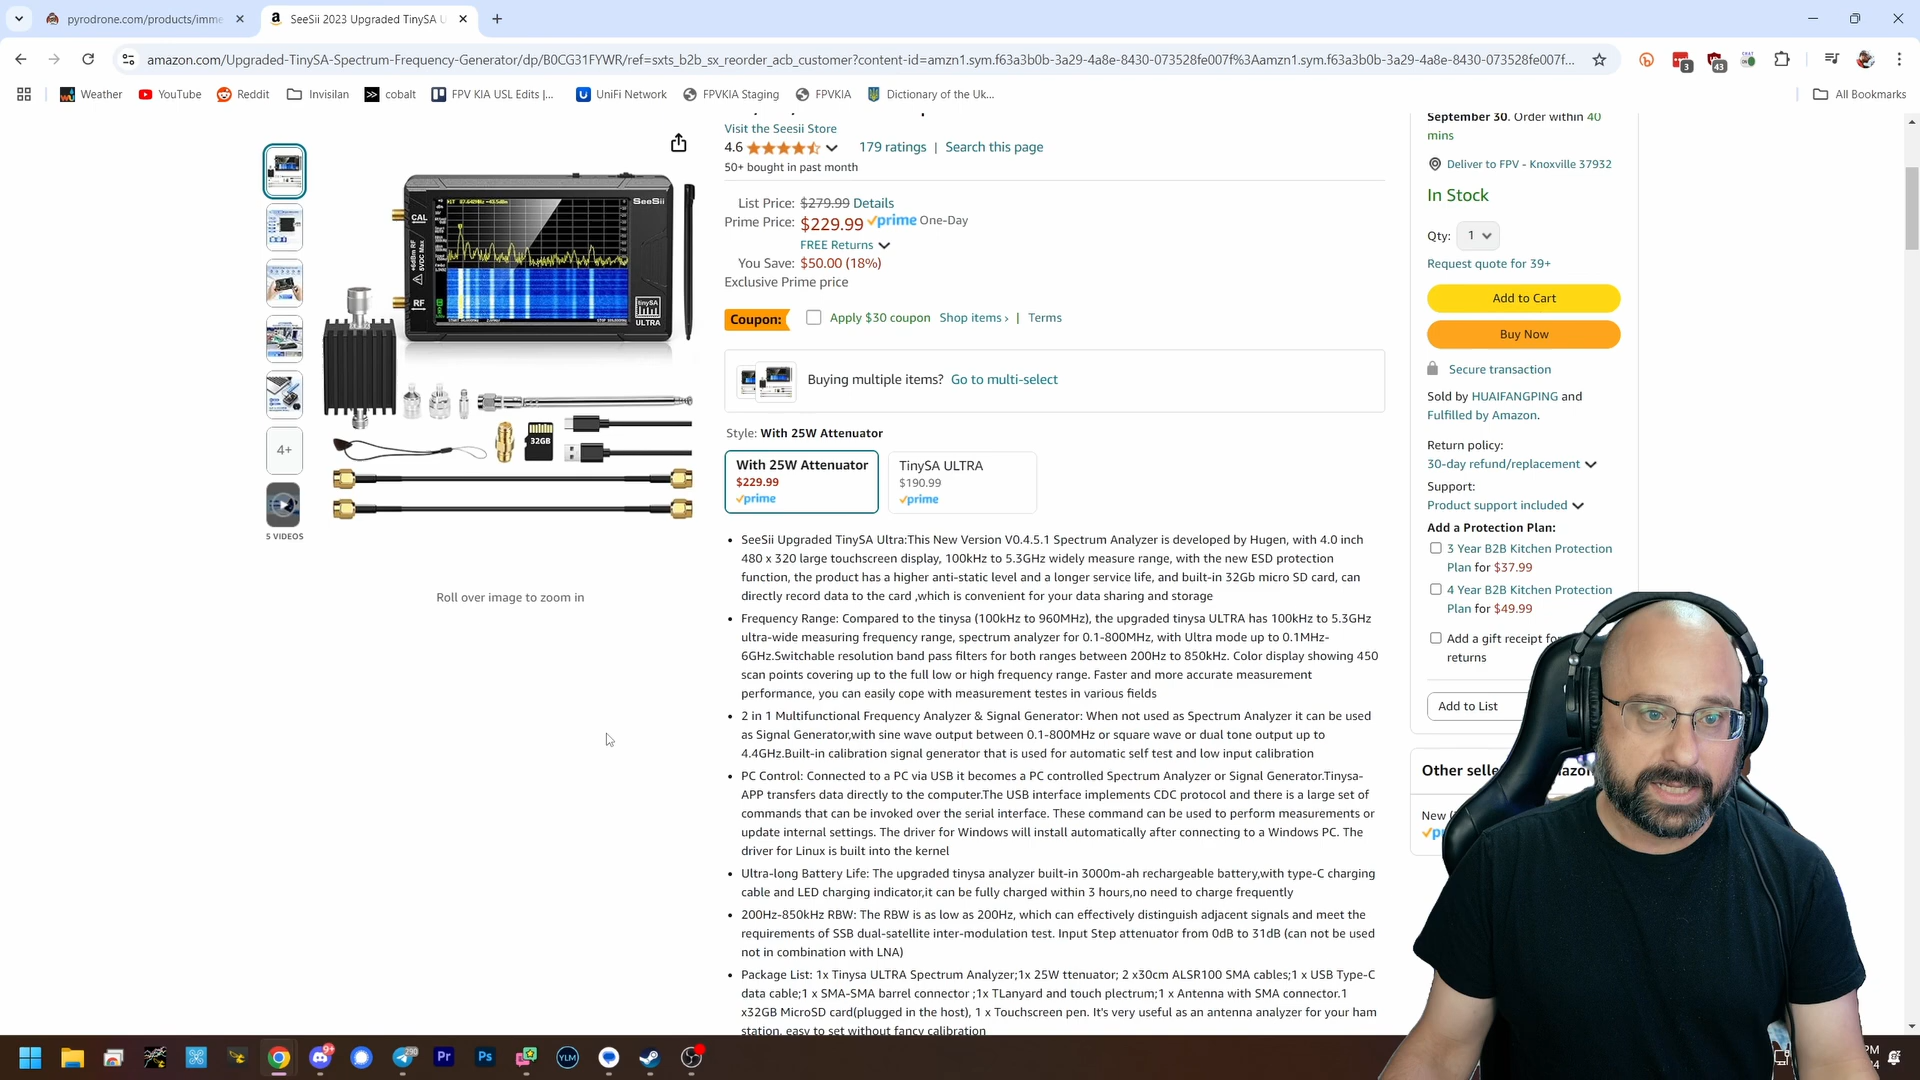 pyrodrone.com/products/imme
SeeSii 2023 Upgraded TinySA U
amazon.com/Upgraded-TinySA-Spectrum-Frequency-Generator/dp/B0CG31FYWR/ref=sxts_b2b_sx_reorder_acb_customer?content-id=amzn1.sym.f63a3b0b-3a29-4a8e-8430-073528fe007f%3Aamzn1.sym.f63a3b0b-3a29-4a8e-8430-073528fe007f...
3
43
Weather
YouTube
Reddit
Invisilan
cobalt
FPV KIA USL Edits |...
UniFi Network
FPVKIA Staging
FPVKIA
Dictionary of the Uk...
All Bookmarks
4+
5 VIDEOS
SeeSii
CAL
RF
tinySA
ULTRA
32GB
Roll over image to zoom in
Visit the Seesii Store
4.6
179 ratings | Search this page
50+ bought in past month
List Price: $279.99 Details
Prime Price: $229.99 prime One-Day
FREE Returns
You Save: $50.00 (18%)
Exclusive Prime price
Coupon: Apply $30 coupon Shop items › | Terms
Buying multiple items? Go to multi-select
Style: With 25W Attenuator
With 25W Attenuator
$229.99
prime
TinySA ULTRA
$190.99
prime
• SeeSii Upgraded TinySA Ultra:This New Version V0.4.5.1 Spectrum Analyzer is developed by Hugen, with 4.0 inch
480 x 320 large touchscreen display, 100kHz to 5.3GHz widely measure range, with the new ESD protection
function, the product has a higher anti-static level and a longer service life, and built-in 32Gb micro SD card, can
directly record data to the card ,which is convenient for your data sharing and storage
• Frequency Range: Compared to the tinysa (100kHz to 960MHz), the upgraded tinysa ULTRA has 100kHz to 5.3GHz
ultra-wide measuring frequency range, spectrum analyzer for 0.1-800MHz, with Ultra mode up to 0.1MHz-
6GHz.Switchable resolution band pass filters for both ranges between 200Hz to 850kHz. Color display showing 450
scan points covering up to the full low or high frequency range. Faster and more accurate measurement
performance, you can easily cope with measurement testes in various fields
• 2 in 1 Multifunctional Frequency Analyzer & Signal Generator: When not used as Spectrum Analyzer it can be used
as Signal Generator,with sine wave output between 0.1-800MHz or square wave or dual tone output up to
4.4GHz.Built-in calibration signal generator that is used for automatic self test and low input calibration
• PC Control: Connected to a PC via USB it becomes a PC controlled Spectrum Analyzer or Signal Generator.Tinysa-
APP transfers data directly to the computer.The USB interface implements CDC protocol and there is a large set of
commands that can be invoked over the serial interface. These command can be used to perform measurements or
update internal settings. The driver for Windows will install automatically after connecting to a Windows PC. The
driver for Linux is built into the kernel
• Ultra-long Battery Life: The upgraded tinysa analyzer built-in 3000m-ah rechargeable battery,with type-C charging
cable and LED charging indicator,it can be fully charged within 3 hours,no need to charge frequently
• 200Hz-850kHz RBW: The RBW is as low as 200Hz, which can effectively distinguish adjacent signals and meet the
requirements of SSB dual-satellite inter-modulation test. Input Step attenuator from 0dB to 31dB (can not be used
not in combination with LNA)
• Package List: 1x Tinysa ULTRA Spectrum Analyzer;1x 25W ttenuator; 2 x30cm ALSR100 SMA cables;1 x USB Type-C
data cable;1 x SMA-SMA barrel connector ;1x TLanyard and touch plectrum;1 x Antenna with SMA connector.1
x32GB MicroSD card(plugged in the host), 1 x Touchscreen pen. It's very useful as an antenna analyzer for your ham
station, easy to set without fancy calibration
September 30. Order within 40
mins
Deliver to FPV - Knoxville 37932
In Stock
Qty: 1
Request quote for 39+
Add to Cart
Buy Now
Secure transaction
Sold by HUAIFANGPING and
Fulfilled by Amazon.
Return policy:
30-day refund/replacement
Support:
Product support included
Add a Protection Plan:
3 Year B2B Kitchen Protection
Plan for $37.99
4 Year B2B Kitchen Protection
Plan for $49.99
Add a gift receipt
returns
Add to List
Other
New
Pr
Ps
YLM